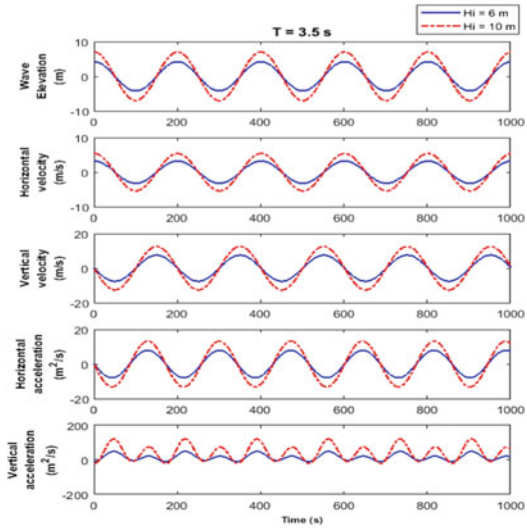 Hi = 6 m
Hi = 10 m
T = 3.5 s
Wave
Elevation
(m)
10
0
-10
0 200 400 600 800 1000
Horizontal
velocity
(m/s)
10
0
-10
0 200 400 600 800 1000
Vertical
velocity
(m/s)
20
0
-20
0 200 400 600 800 1000
Horizontal
acceleration
(m²/s)
20
0
-20
0 200 400 600 800 1000
Vertical
acceleration
(m²/s)
200
0
-200
0 200 400 600 800 1000
Time (s)